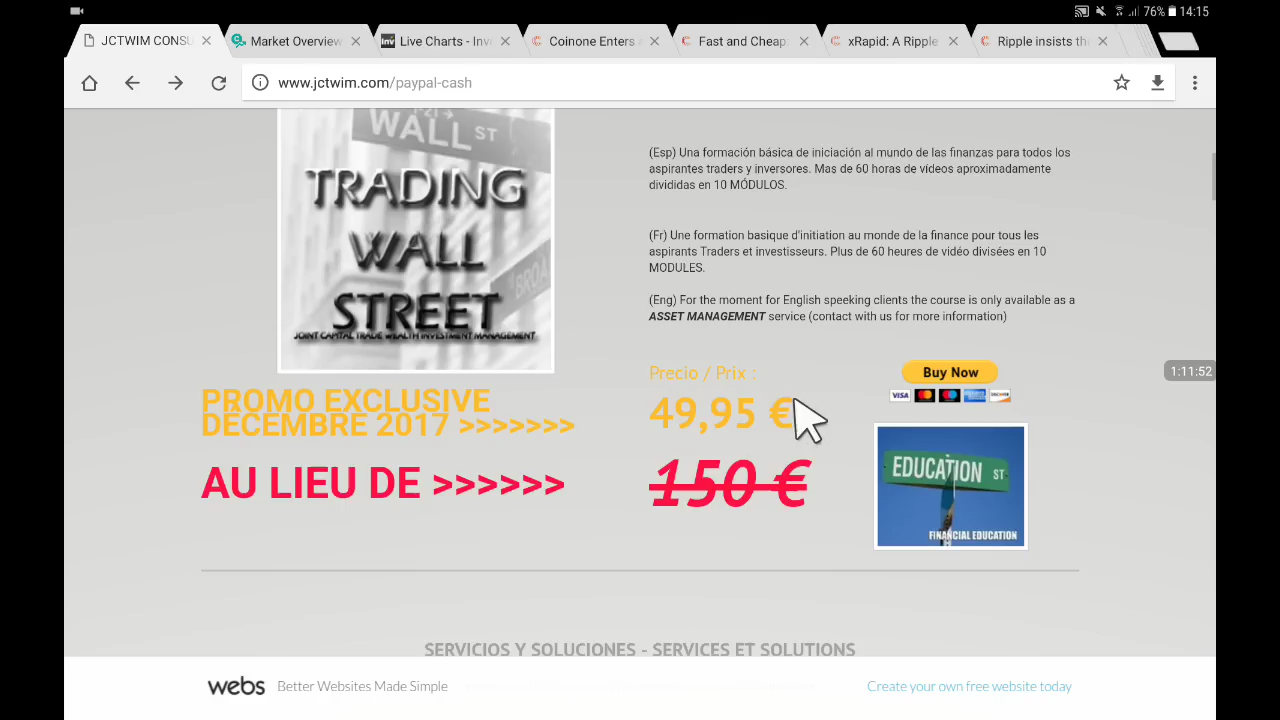 76% 14:15
JCTWIM CONSU
Market Overview
Inv Live Charts - Inv
Coinone Enters
Fast and Cheap:
xRapid: A Ripple
Ripple insists th
www.jctwim.com/paypal-cash
WALL ST
TRADING
WALL
STREET
BROA
JOINT CAPITAL TRADE WEALTH INVESTMENT MANAGEMENT
(Esp) Una formación básica de iniciación al mundo de las finanzas para todos los
aspirantes traders y inversores. Mas de 60 horas de vídeos aproximadamente
divididas en 10 MÓDULOS.
(Fr) Une formation basique d'initiation au monde de la finance pour tous les
aspirants Traders et investisseurs. Plus de 60 heures de vidéo divisées en 10
MODULES.
(Eng) For the moment for English speeking clients the course is only available as a
ASSET MANAGEMENT service (contact with us for more information)
PROMO EXCLUSIVE
DÉCEMBRE 2017 >>>>>>>
AU LIEU DE >>>>>>
Precio / Prix :
49,95 €
150 €
Buy Now
VISA
EDUCATION ST
FINANCIAL EDUCATION
1:11:52
SERVICIOS Y SOLUCIONES - SERVICES ET SOLUTIONS
webs Better Websites Made Simple
Create your own free website today